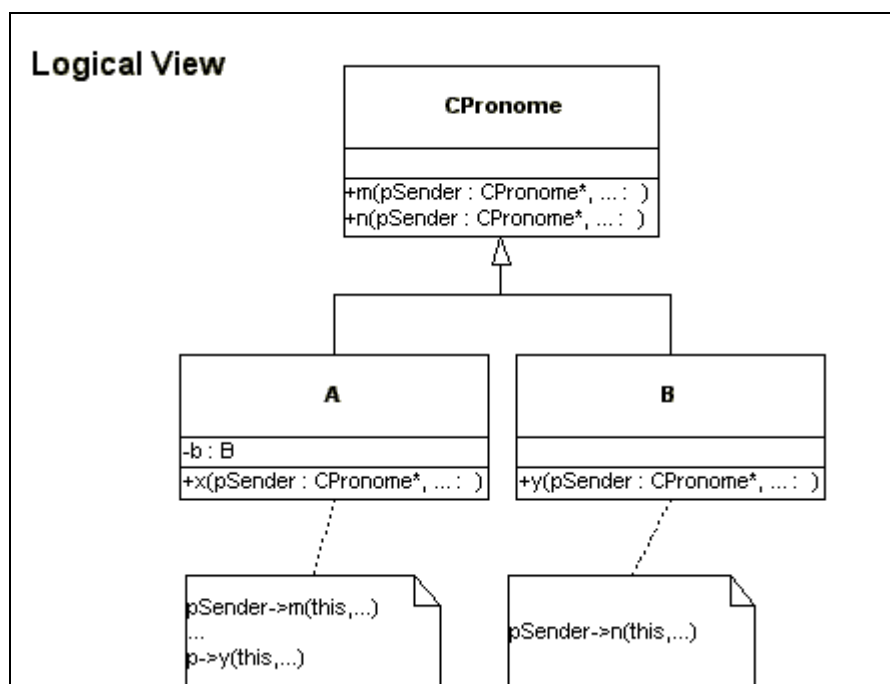 Logical View
CPronome
+m(pSender : CPronome*, ... : )
+n(pSender : CPronome*, ... : )
A
-b : B
+x(pSender : CPronome*, ... : )
B
+y(pSender : CPronome*, ... : )
pSender->m(this,...)
...
p->y(this,...)
pSender->n(this,...)